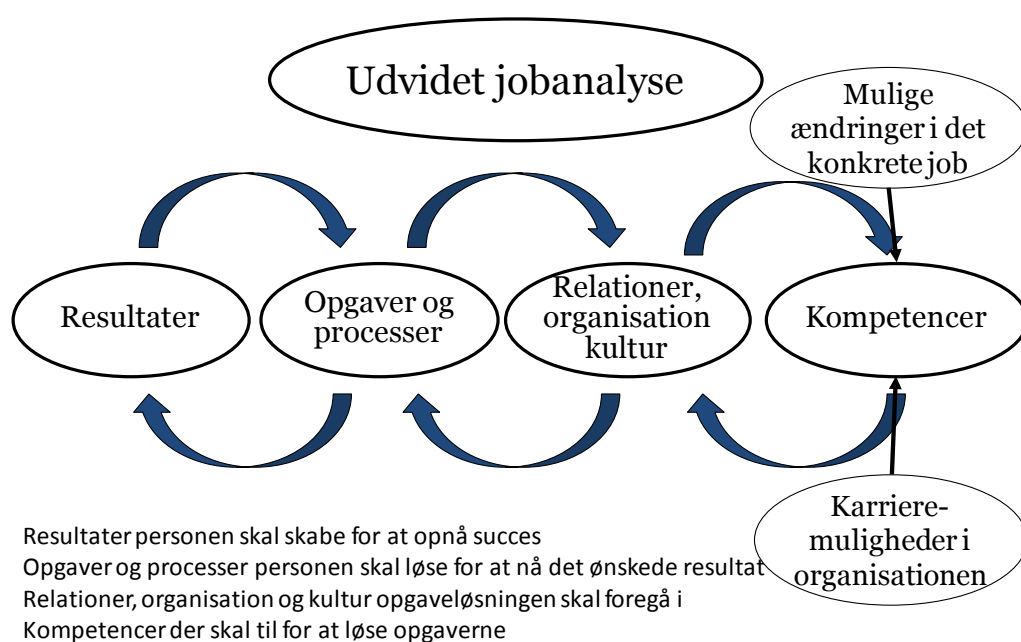 Udvidet jobanalyse
Mulige
ændringer i det
konkrete job
Resultater
Opgaver og
processer
Relationer,
organisation
kultur
Kompetencer
Karriere-
muligheder i
organisationen
Resultater personen skal skabe for at opnå succes
Opgaver og processer personen skal løse for at nå det ønskede resultat
Relationer, organisation og kultur opgaveløsningen skal foregå i
Kompetencer der skal til for at løse opgaverne